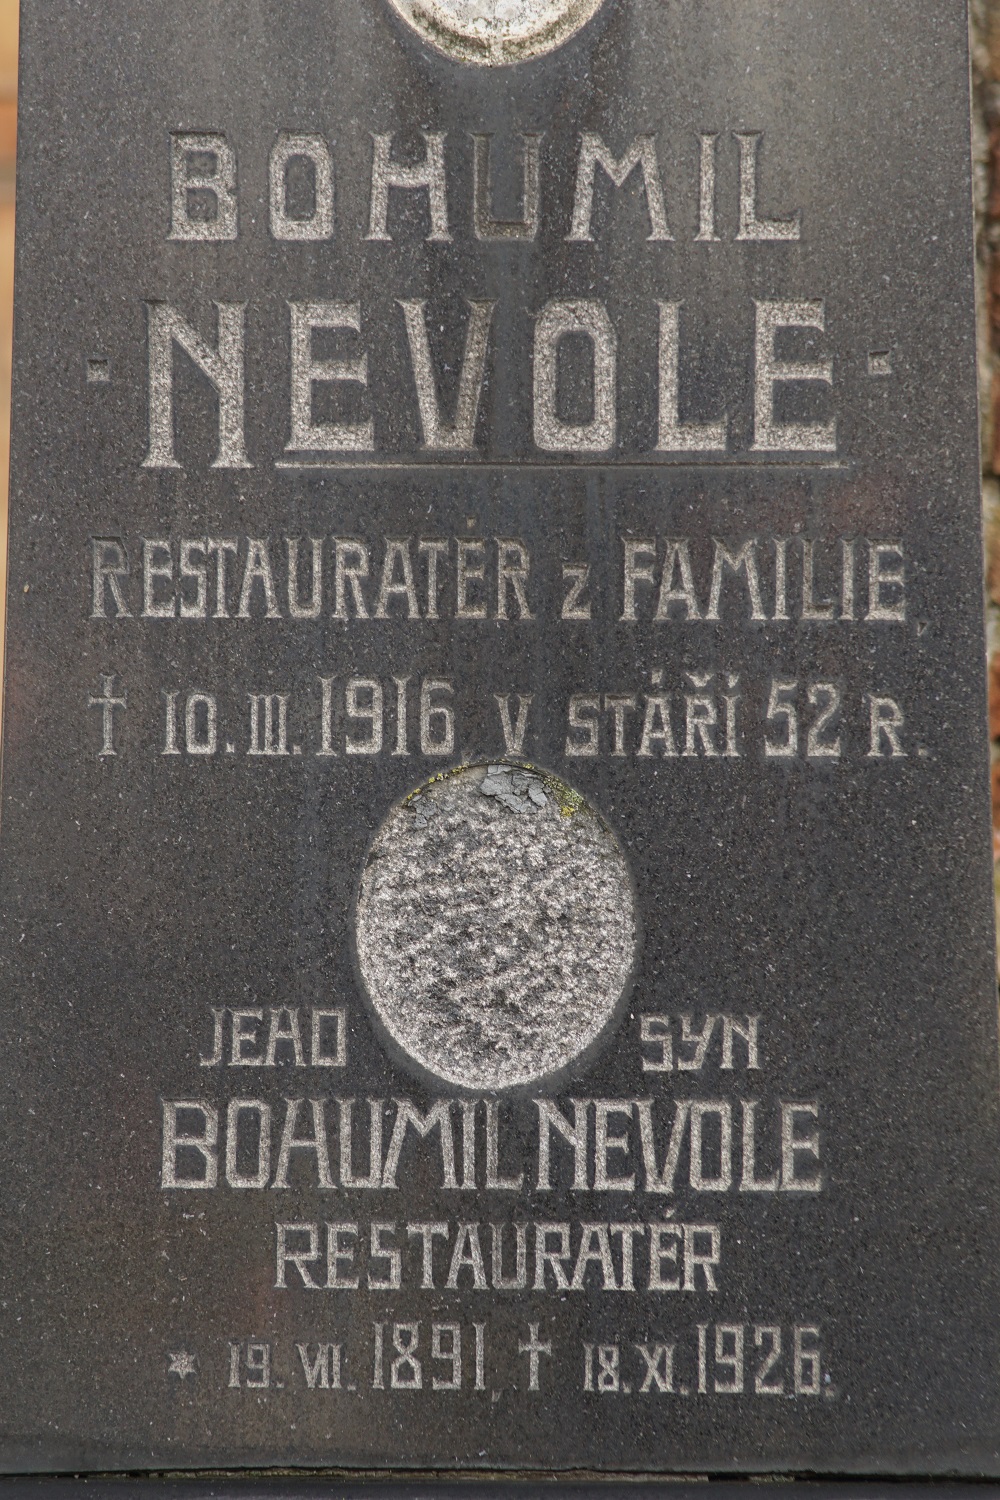 BOHUMIL
· NEVOLE ·
RESTAURATÉR Z FAMILIE,
† 10. III. 1916 V STÁŘÍ 52 R.
JEHO SYN
BOHUMIL NEVOLE
RESTAURATÉR
* 19. VII. 1891, † 18. XI. 1926.